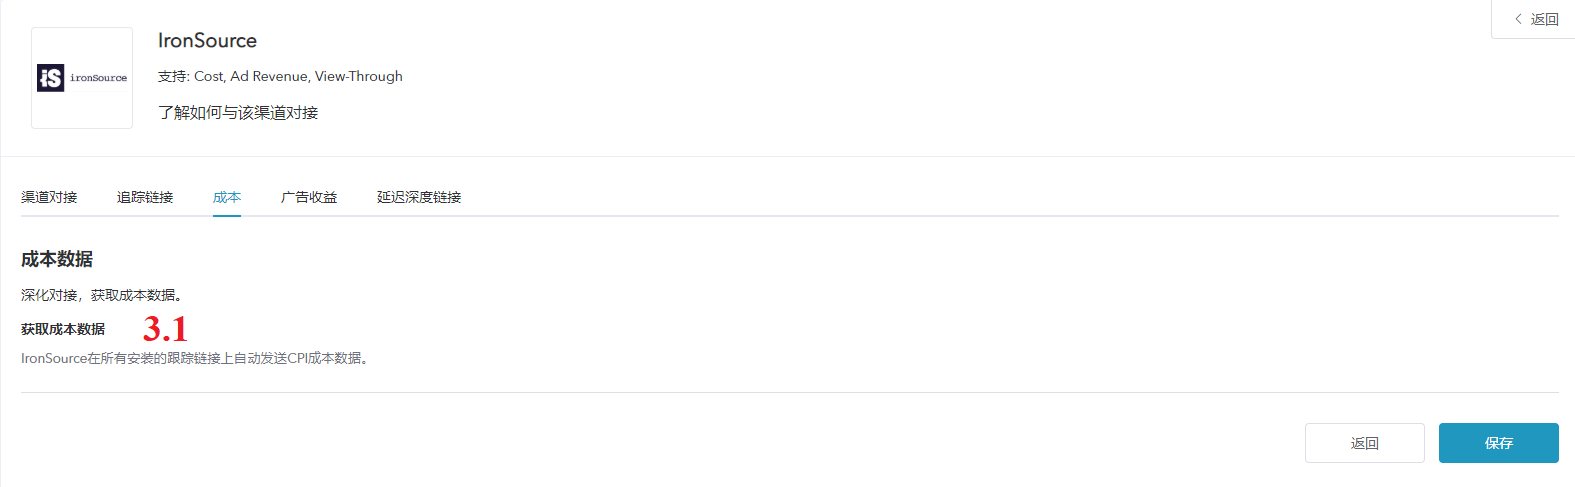 返回
IronSource
iS ironSource
支持: Cost, Ad Revenue, View-Through
了解如何与该渠道对接
渠道对接 追踪链接 成本 广告收益 延迟深度链接
成本数据
深化对接，获取成本数据。
获取成本数据 3.1
IronSource在所有安装的跟踪链接上自动发送CPI成本数据。
返回 保存